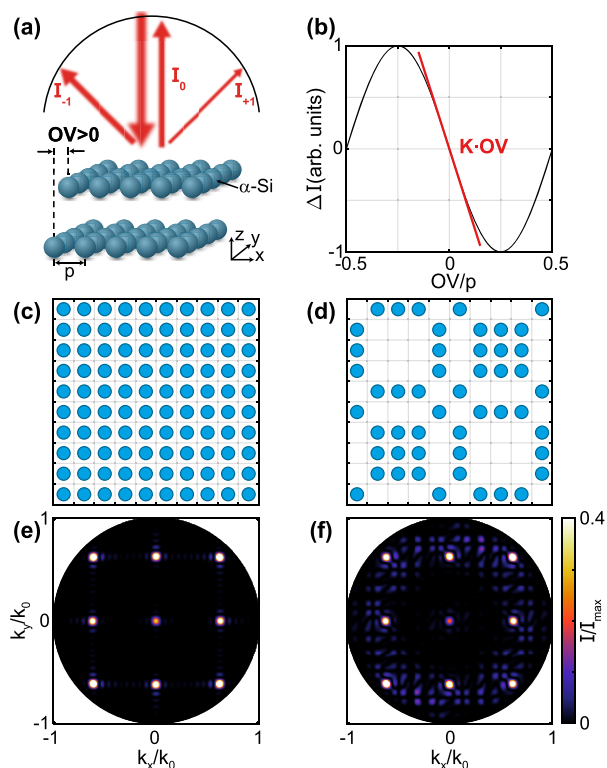 (a)
I-1
I0
I+1
OV>0
α-Si
p
z
y
x
(b)
ΔI(arb. units)
1
0
-1
K·OV
-0.5
0
0.5
OV/p
(c)
(d)
(e)
1
0
-1
ky/k0
-1
0
1
kx/k0
(f)
-1
0
1
kx/k0
0.4
0
I/Imax